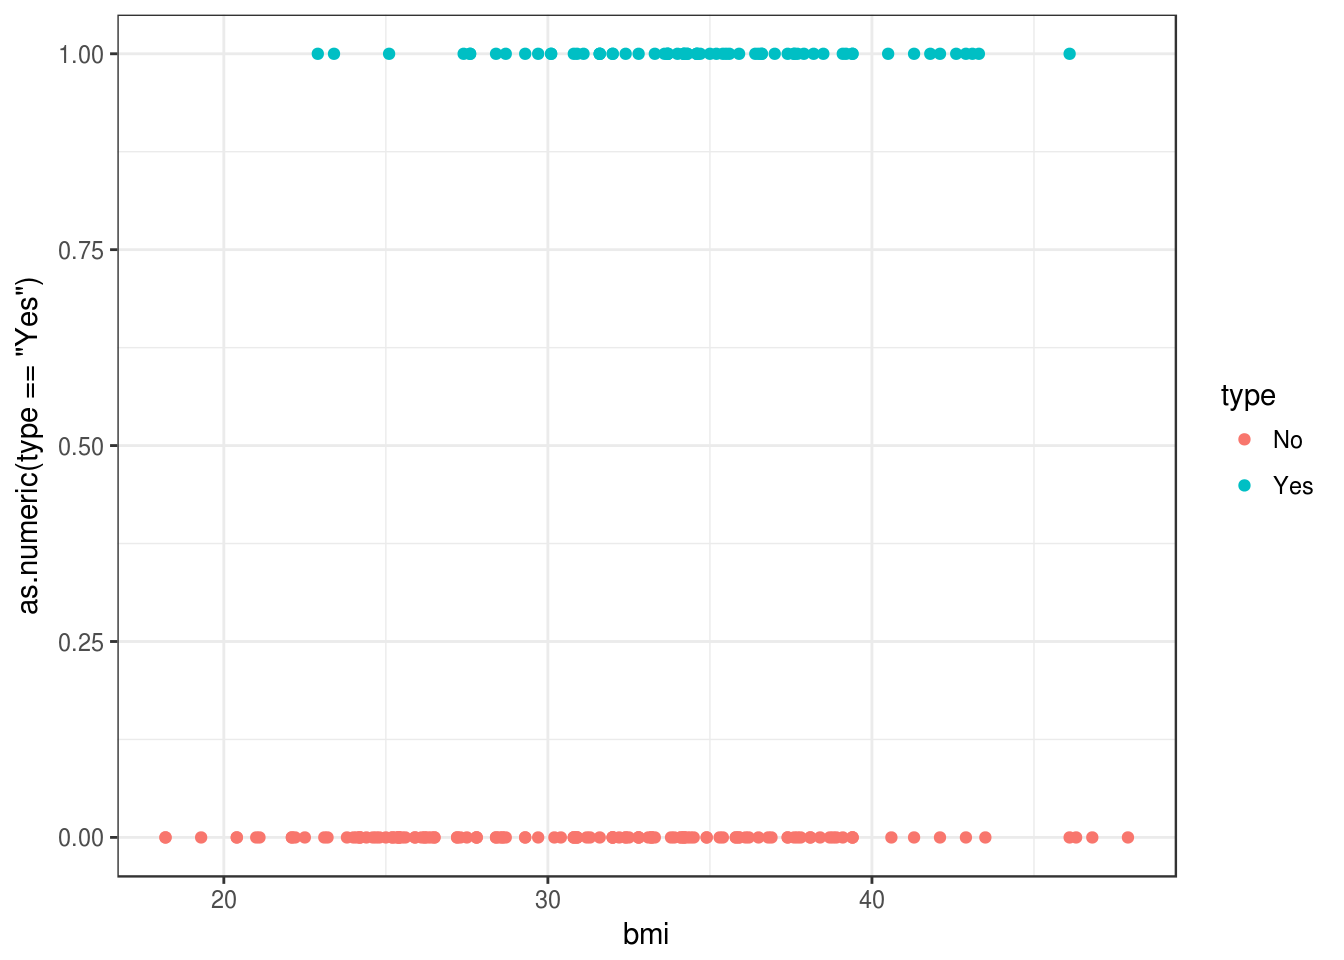 1.00
0.75
0.50
0.25
0.00
as.numeric(type == "Yes")
20 30 40
bmi
type
No
Yes